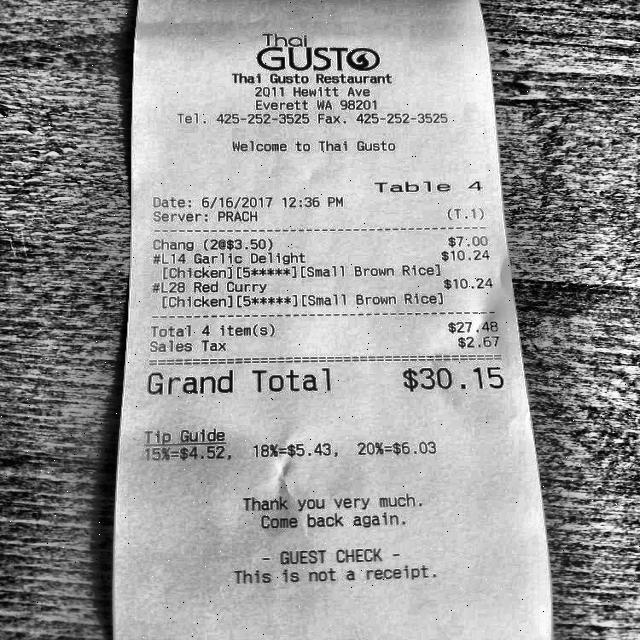 Thai
GUSTO
Thai Gusto Restaurant
2011 Hewitt Ave
Everett WA 98201
Tel. 425-252-3525 Fax. 425-252-3525
Welcome to Thai Gusto
Table 4
Date: 6/16/2017 12:36 PM
Server: PRACH (T.1)
Chang (2@$3.50) $7.00
#L14 Garlic Delight $10.24
[Chicken][5*****][Small Brown Rice]
#L28 Red Curry $10.24
[Chicken][5*****][Small Brown Rice]
Total 4 item(s) $27.48
Sales Tax $2.67
Grand Total $30.15
Tip Guide
15%=$4.52, 18%=$5.43, 20%=$6.03
Thank you very much.
Come back again.
- GUEST CHECK -
This is not a receipt.